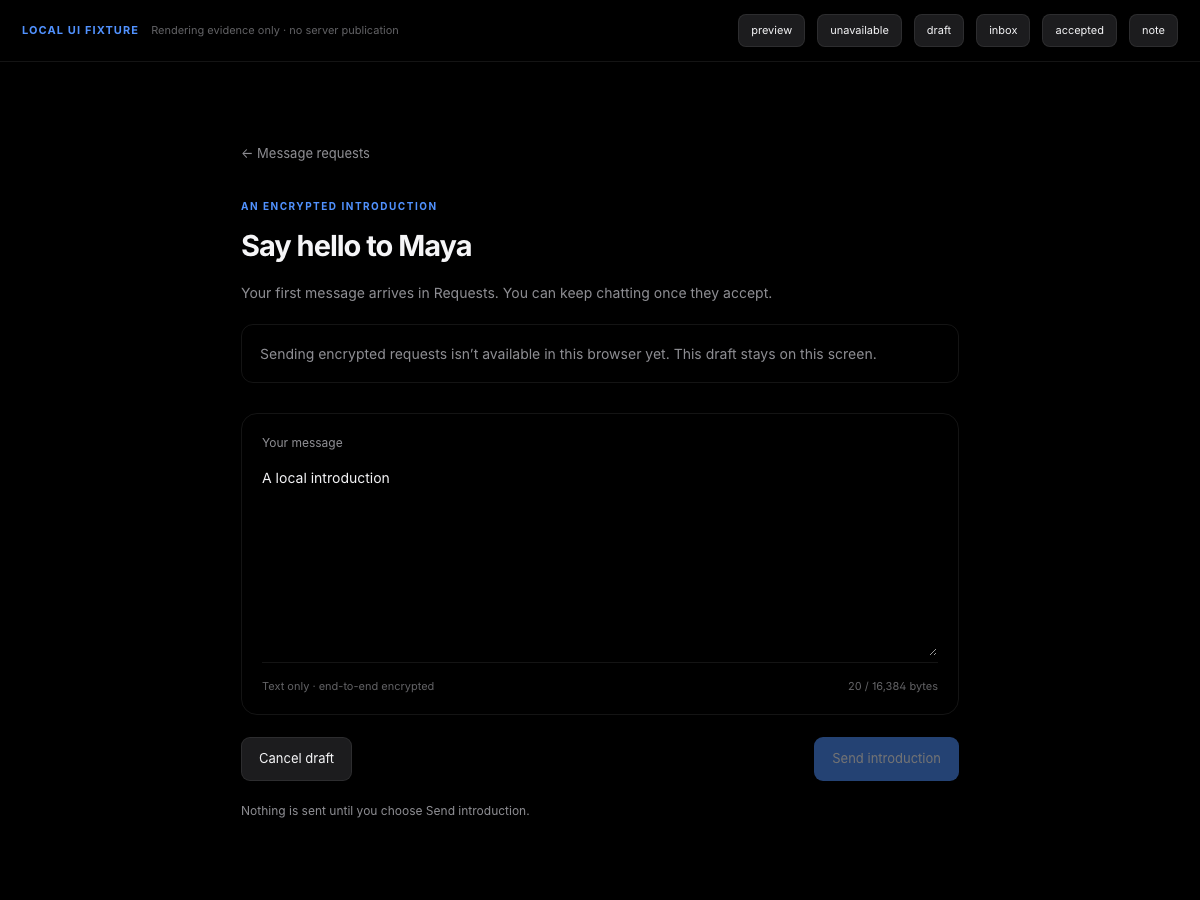 LOCAL UI FIXTURE Rendering evidence only · no server publication preview unavailable draft inbox accepted note
← Message requests
AN ENCRYPTED INTRODUCTION
Say hello to Maya
Your first message arrives in Requests. You can keep chatting once they accept.
Sending encrypted requests isn’t available in this browser yet. This draft stays on this screen.
Your message
A local introduction
Text only · end-to-end encrypted 20 / 16,384 bytes
Cancel draft Send introduction
Nothing is sent until you choose Send introduction.